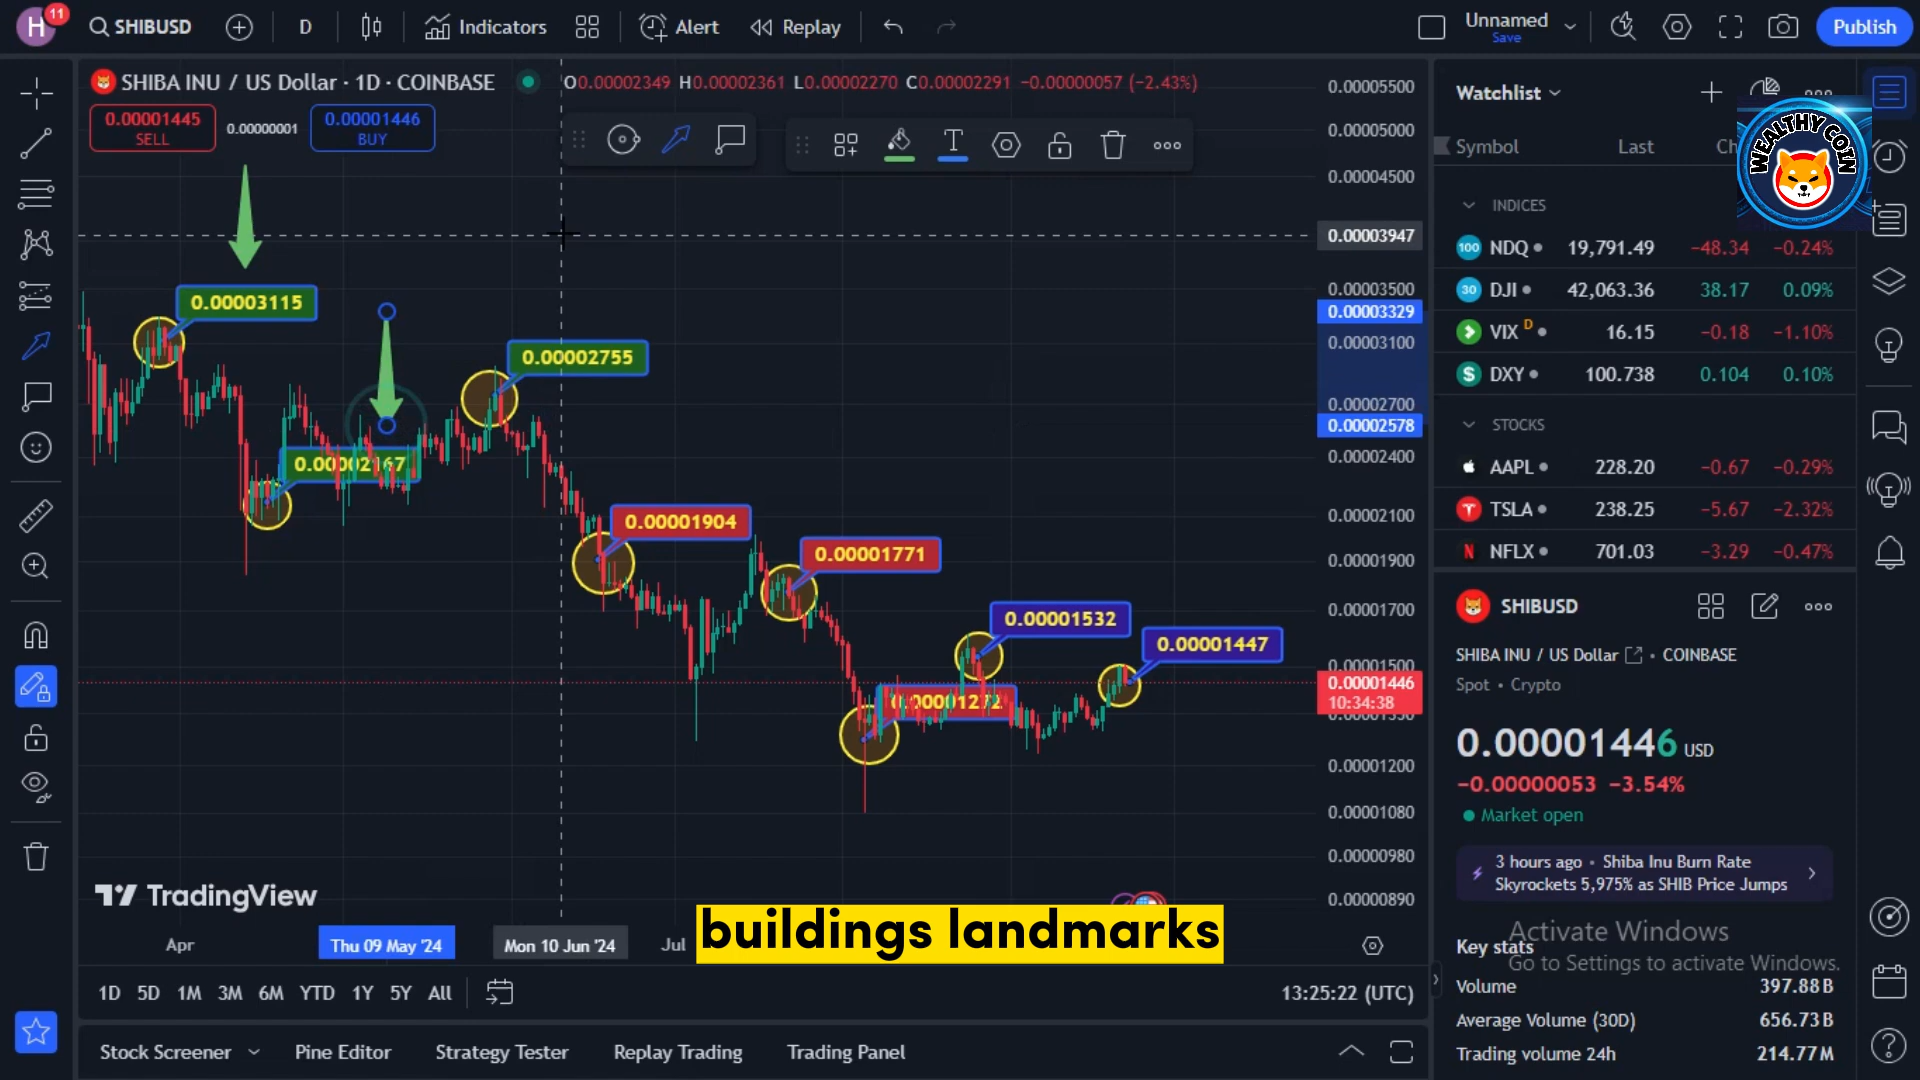 H
11
SHIBUSD
D
Indicators
Alert
Replay
Unnamed
Save
Publish
SHIBA INU / US Dollar · 1D · COINBASE
O0.00002349 H0.00002361 L0.00002270 C0.00002291 −0.00000057 (−2.43%)
0.00001445
SELL
0.00000001
0.00001446
BUY
T
0.00003115
0.00002167
0.00002755
0.00001904
0.00001771
0.00001272
0.00001532
0.00001447
0.00005500
0.00005000
0.00004500
0.00003947
0.00003500
0.00003329
0.00003100
0.00002700
0.00002578
0.00002400
0.00002100
0.00001900
0.00001700
0.00001500
0.00001446
10:34:38
0.00001350
0.00001200
0.00001080
0.00000980
0.00000890
TradingView
Apr
Thu 09 May '24
Mon 10 Jun '24
Jul
buildings landmarks
1D 5D 1M 3M 6M YTD 1Y 5Y All
13:25:22 (UTC)
Stock Screener
Pine Editor
Strategy Tester
Replay Trading
Trading Panel
Watchlist
WEALTHY COIN
Symbol Last Ch
INDICES
100 NDQ 19,791.49 −48.34 −0.24%
30 DJI 42,063.36 38.17 0.09%
VIX D 16.15 −0.18 −1.10%
$ DXY 100.738 0.104 0.10%
STOCKS
AAPL 228.20 −0.67 −0.29%
TSLA 238.25 −5.67 −2.32%
N NFLX 701.03 −3.29 −0.47%
SHIBUSD
SHIBA INU / US Dollar • COINBASE
Spot • Crypto
0.00001446 USD
−0.00000053 −3.54%
Market open
3 hours ago • Shiba Inu Burn Rate
Skyrockets 5,975% as SHIB Price Jumps
Activate Windows
Go to Settings to activate Windows.
Key stats
Volume 397.88B
Average Volume (30D) 656.73B
Trading volume 24h 214.77M